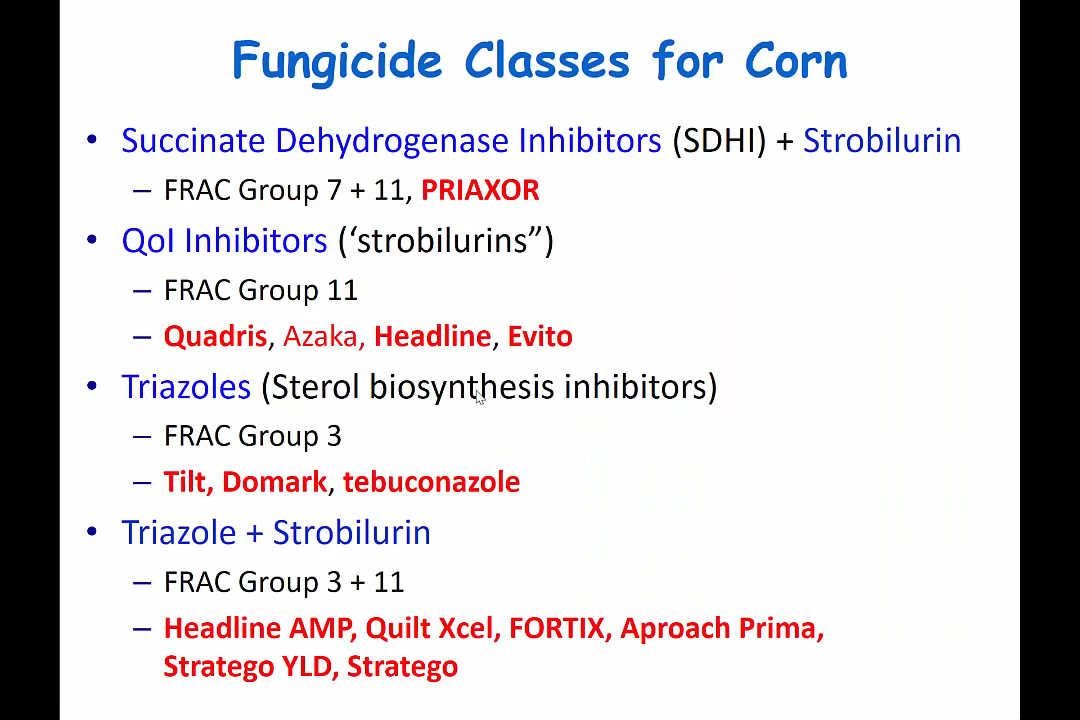 Fungicide Classes for Corn
• Succinate Dehydrogenase Inhibitors (SDHI) + Strobilurin
– FRAC Group 7 + 11, PRIAXOR
• QoI Inhibitors (‘strobilurins”)
– FRAC Group 11
– Quadris, Azaka, Headline, Evito
• Triazoles (Sterol biosynthesis inhibitors)
– FRAC Group 3
– Tilt, Domark, tebuconazole
• Triazole + Strobilurin
– FRAC Group 3 + 11
– Headline AMP, Quilt Xcel, FORTIX, Aproach Prima,
Stratego YLD, Stratego